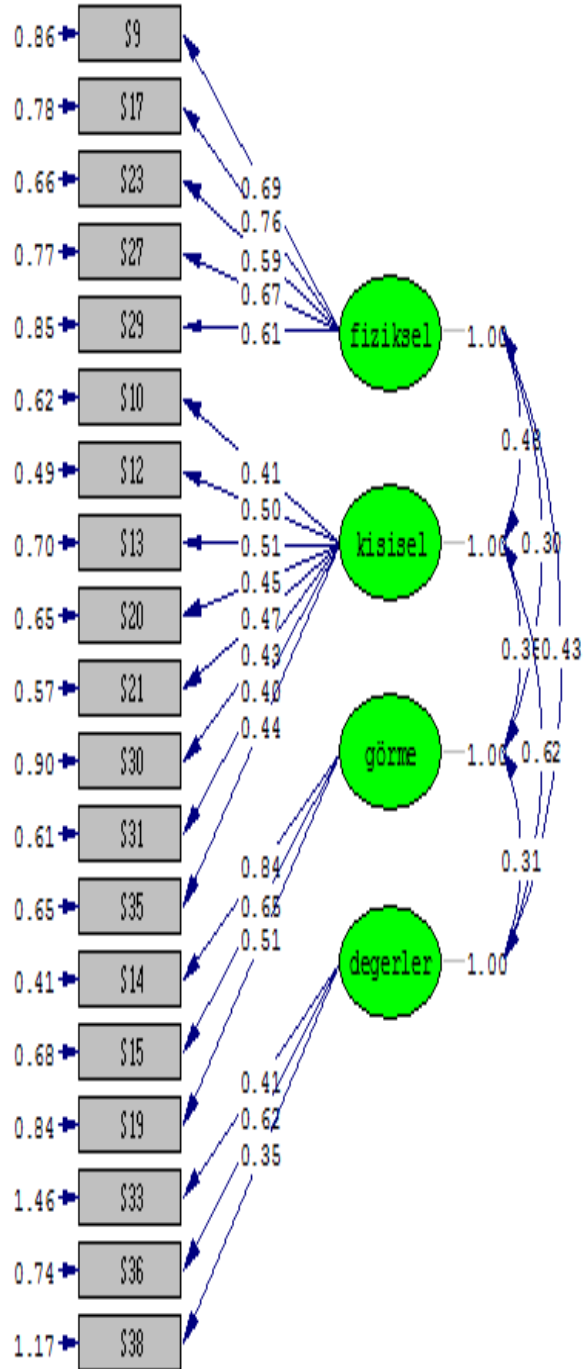 0.86 S9
0.78 S17
0.66 S23
0.69
0.76
0.77 S27
0.59
0.67
0.85 S29 0.61 fiziksel 1.00
0.62 S10
0.41
0.49 S12
0.50
0.70 S13 0.51 kisisel 1.00 0.30
0.45
0.65 S20
0.47
0.43
0.43
0.57 S21
0.40
0.44
0.90 S30 görme 1.00 0.62
0.61 S31
0.84
0.31
0.65 S35
0.51
0.41 S14 degerler 1.00
0.68 S15
0.41
0.84 S19
0.62
0.35
1.46 S33
0.74 S36
1.17 S38